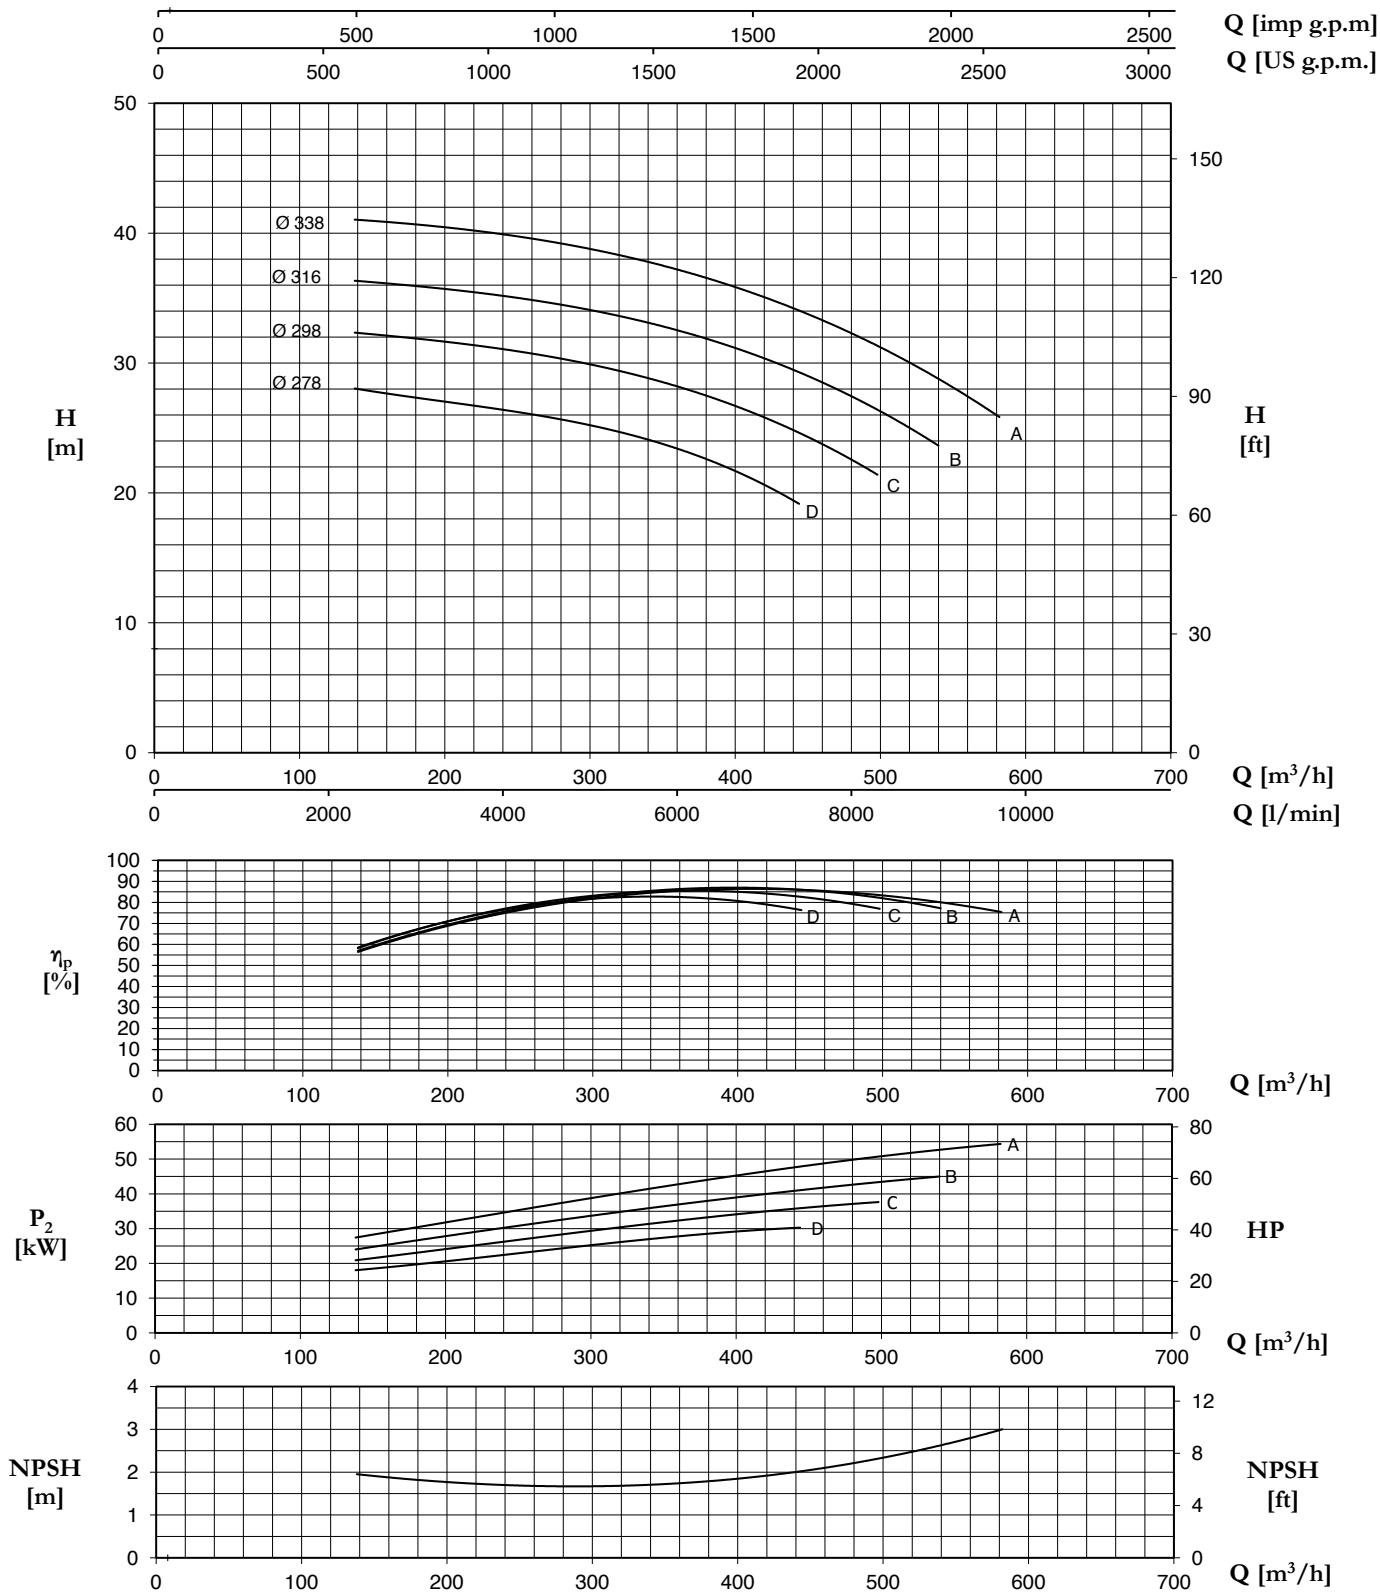 0 500 1000 1500 2000 2500 Q [imp g.p.m]
0 500 1000 1500 2000 2500 3000 Q [US g.p.m.]
50
40
30
20
10
0
H
[m]
150
120
90
60
30
0
H
[ft]
Ø 338
Ø 316
Ø 298
Ø 278
A
B
C
D
0 100 200 300 400 500 600 700 Q [m³/h]
0 2000 4000 6000 8000 10000 Q [l/min]
100
90
80
70
60
50
40
30
20
10
0
ηp
[%]
D C B A
0 100 200 300 400 500 600 700 Q [m³/h]
60
50
40
30
20
10
0
P₂
[kW]
80
60
40
20
0
HP
A
B
C
D
0 100 200 300 400 500 600 700 Q [m³/h]
4
3
2
1
0
NPSH
[m]
12
8
4
0
NPSH
[ft]
0 100 200 300 400 500 600 700 Q [m³/h]